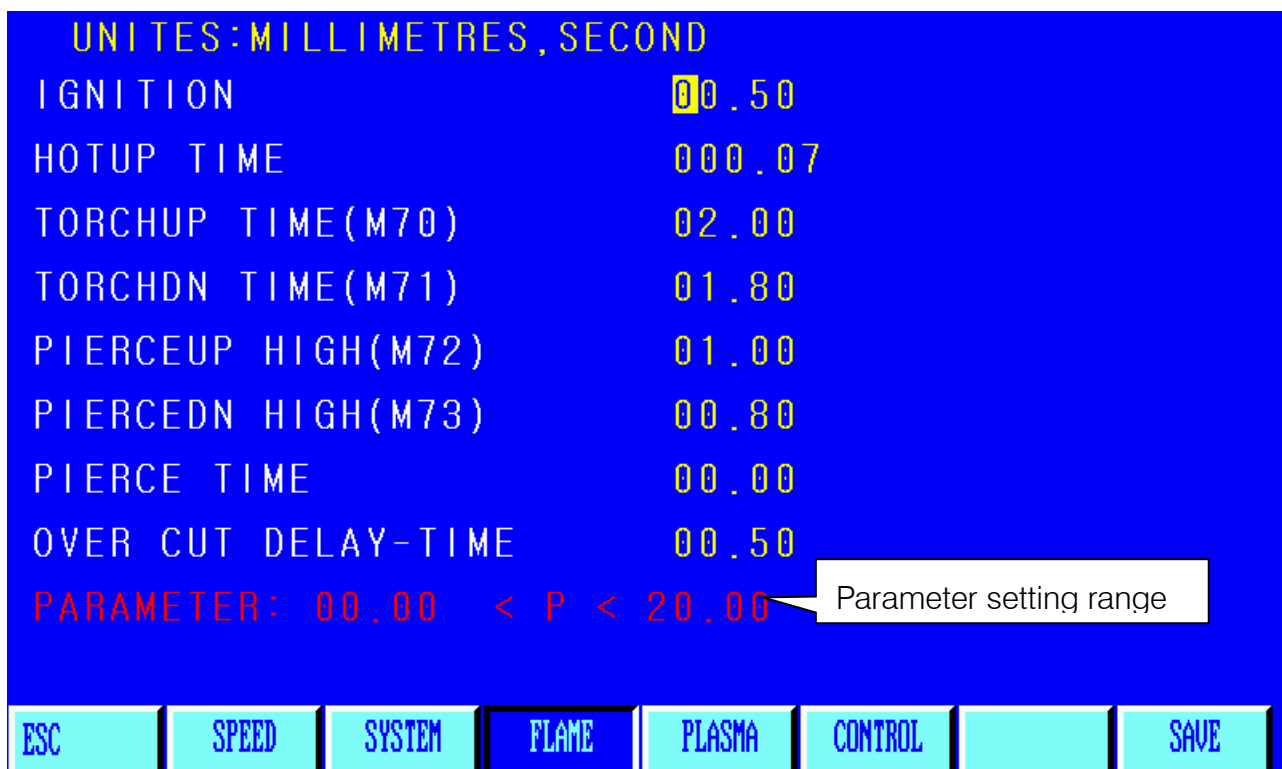 UNITES:MILLIMETRES,SECOND
IGNITION 00.50
HOTUP TIME 000.07
TORCHUP TIME(M70) 02.00
TORCHDN TIME(M71) 01.80
PIERCEUP HIGH(M72) 01.00
PIERCEDN HIGH(M73) 00.80
PIERCE TIME 00.00
OVER CUT DELAY-TIME 00.50
PARAMETER: 00.00 < P < 20.00 Parameter setting range
ESC SPEED SYSTEM FLAME PLASMA CONTROL SAVE